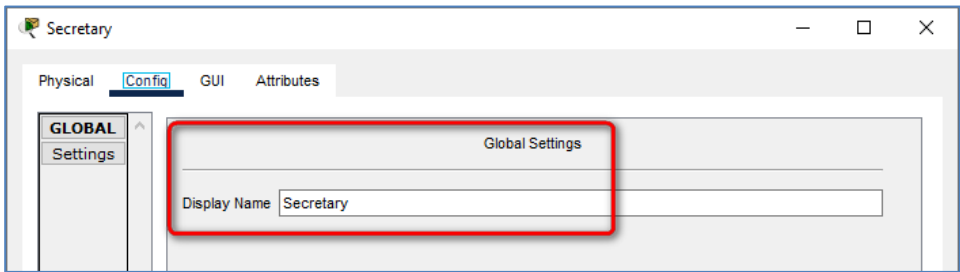 Secretary
Physical Config GUI Attributes
GLOBAL
Settings
Global Settings
Display Name Secretary